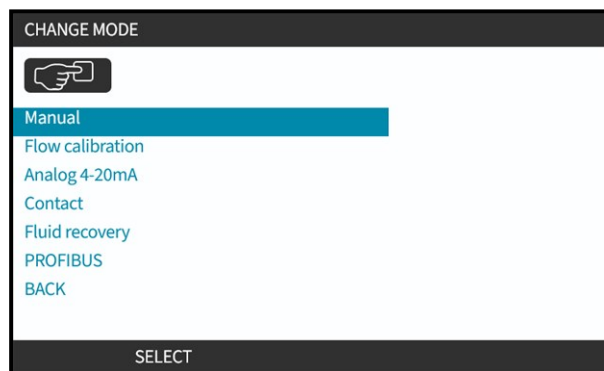 CHANGE MODE
Manual
Flow calibration
Analog 4-20mA
Contact
Fluid recovery
PROFIBUS
BACK
SELECT